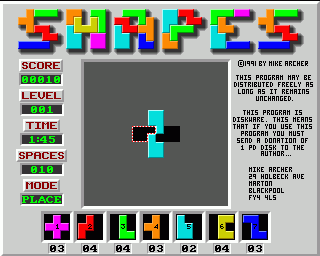 SHAPES
SCORE
00010
LEVEL
001
TIME
1:45
SPACES
010
MODE
PLACE
©1991 BY MIKE ARCHER
THIS PROGRAM MAY BE
DISTRIBUTED FREELY AS
LONG AS IT REMAINS
UNCHANGED.
THIS PROGRAM IS
DISKWARE. THIS MEANS
THAT IF YOU USE THIS
PROGRAM YOU MUST
SEND A DONATION OF
1 PD DISK TO THE
AUTHOR...
MIKE ARCHER
29 HOLBECK AVE
MARTON
BLACKPOOL
FY4 4LS
1 2 3 4 5 6 7
03 04 04 03 02 04 03